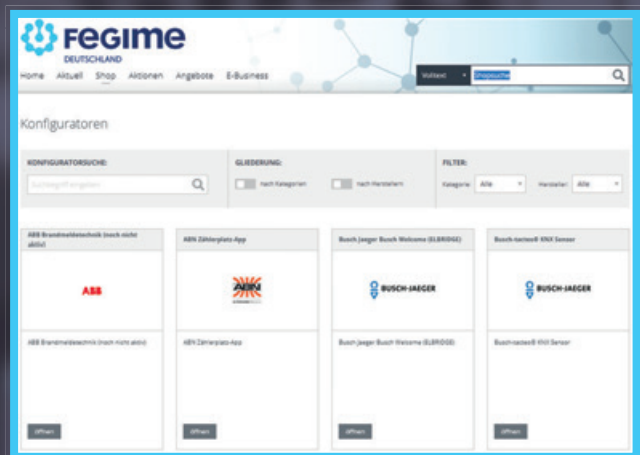 FEGIME
DEUTSCHLAND
Home Aktuell Shop Aktionen Angebote E-Business
Volltext Shopsuche
Konfiguratoren
KONFIGURATORSUCHE: GLIEDERUNG: FILTER:
Suchbegriff eingeben nach Kategorien nach Herstellern Kategorie: Alle Hersteller: Alle
ABB Brandmeldetechnik (noch nicht aktiv) ABN Zählerplatz-App Busch Jaeger Busch Welcome (ELBRIDGE) Busch-tacteo® KNX Sensor
ABB ABN BUSCH-JAEGER BUSCH-JAEGER
ABB Brandmeldetechnik (noch nicht aktiv) ABN Zählerplatz-App Busch Jaeger Busch Welcome (ELBRIDGE) Busch-tacteo® KNX Sensor
öffnen öffnen öffnen öffnen